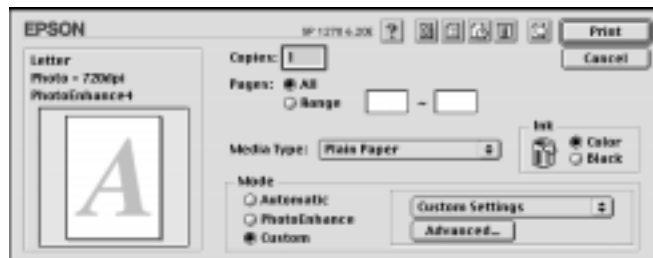 EPSON
SP 1270 6.20E
?
Print
Letter
Photo - 720dpi
PhotoEnhance4
A
Copies: 1
Cancel
Pages: All
Range -
Media Type: Plain Paper
Ink
Color
Black
Mode
Automatic
PhotoEnhance
Custom
Custom Settings
Advanced...